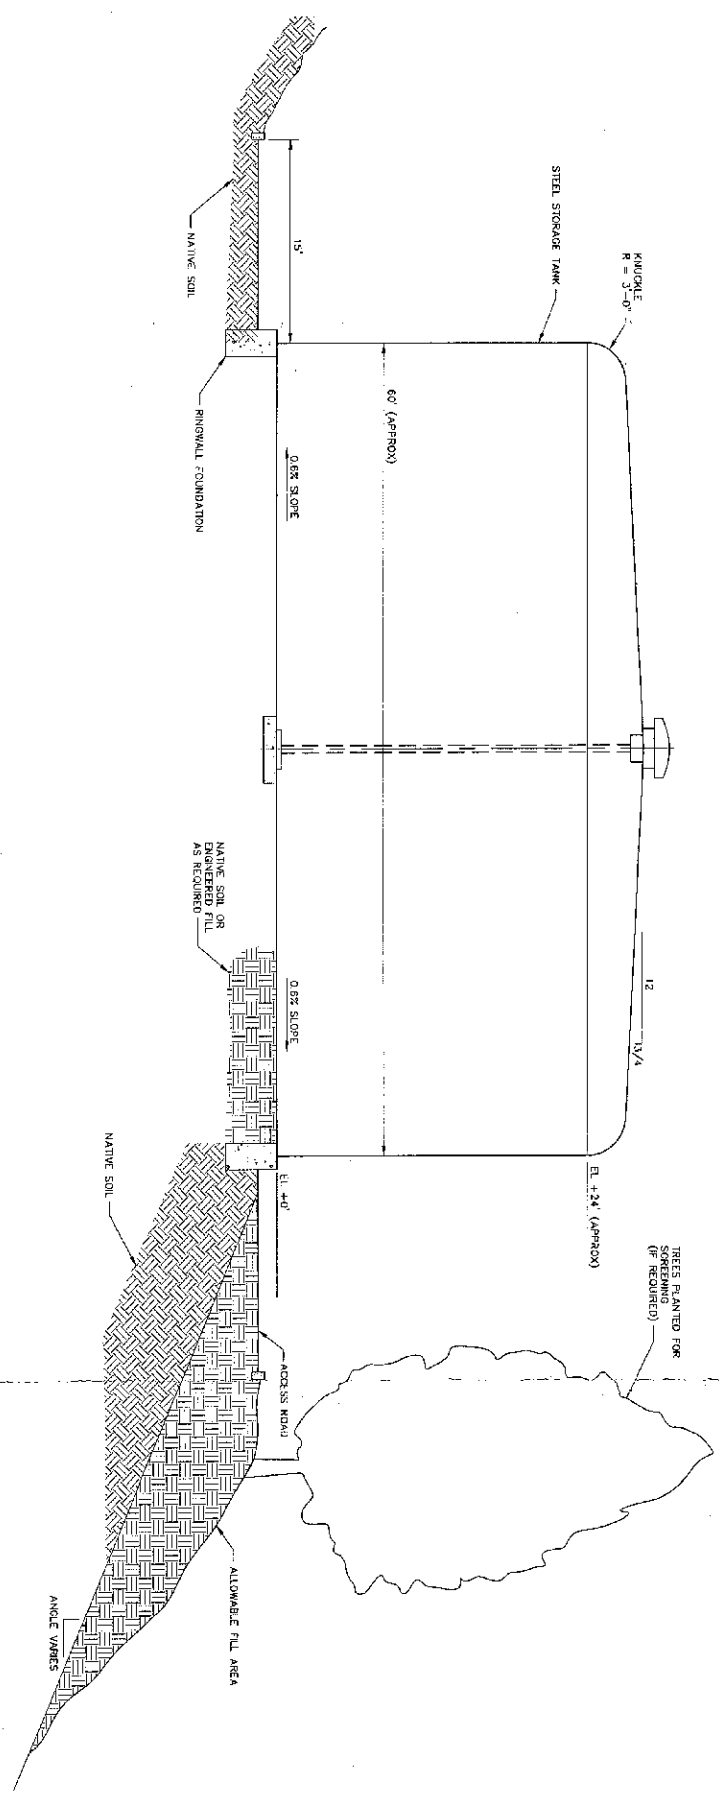 KNUCKLE
R = 3'-0"
STEEL STORAGE TANK
15'
NATIVE SOIL
RINGWALL FOUNDATION
60' (APPROX)
0.6% SLOPE
12
13/4
EL +24' (APPROX)
TREES PLANTED FOR
SCREENING
(IF REQUIRED)
0.6% SLOPE
NATIVE SOIL OR
ENGINEERED FILL
AS REQUIRED
EL +0'
ACCESS ROAD
NATIVE SOIL
ALLOWABLE FILL AREA
ANGLE VARIES